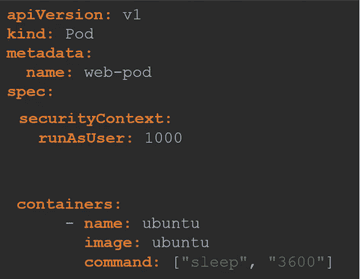 apiVersion: v1
kind: Pod
metadata:
  name: web-pod
spec:
  securityContext:
    runAsUser: 1000
  containers:
      - name: ubuntu
        image: ubuntu
        command: ["sleep", "3600"]